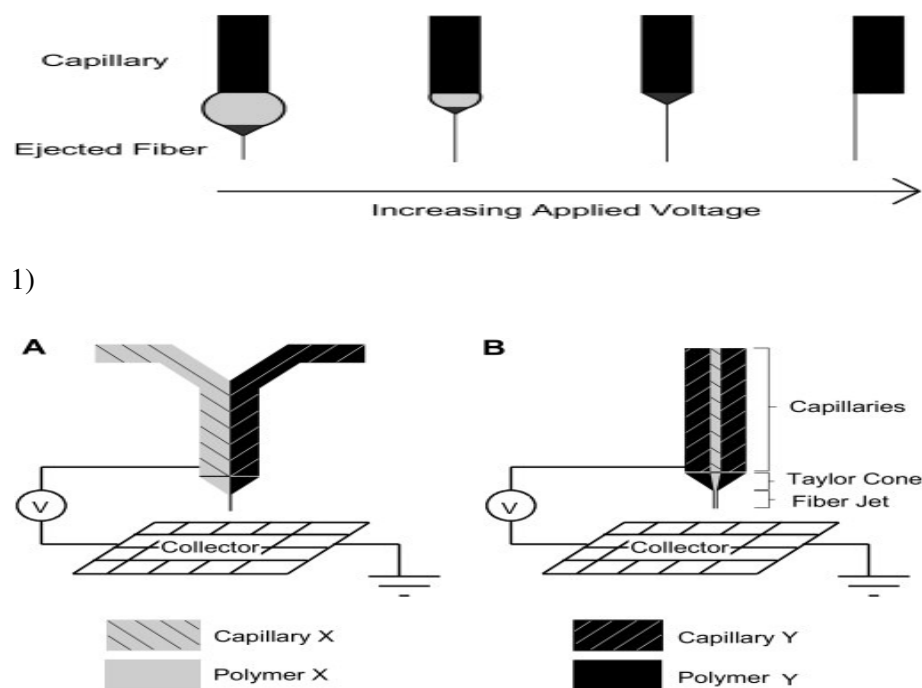 Capillary
Ejected Fiber
Increasing Applied Voltage
1)
A
B
Capillaries
Taylor Cone
Fiber Jet
V
Collector
V
Collector
Capillary X
Capillary Y
Polymer X
Polymer Y